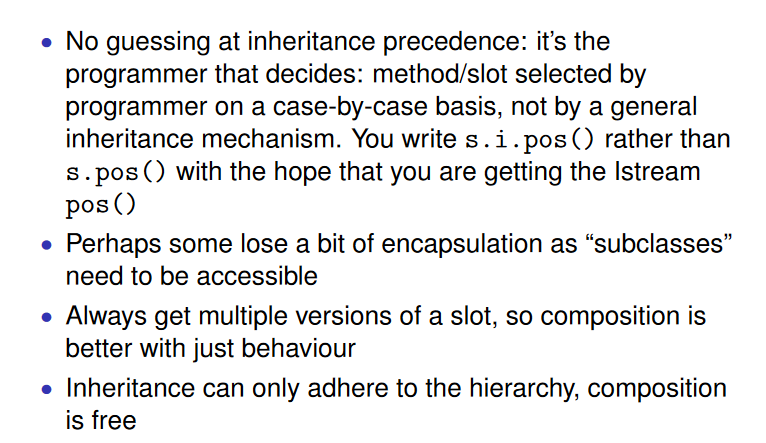 • No guessing at inheritance precedence: it’s the
programmer that decides: method/slot selected by
programmer on a case-by-case basis, not by a general
inheritance mechanism. You write s.i.pos() rather than
s.pos() with the hope that you are getting the Istream
pos()
• Perhaps some lose a bit of encapsulation as “subclasses”
need to be accessible
• Always get multiple versions of a slot, so composition is
better with just behaviour
• Inheritance can only adhere to the hierarchy, composition
is free